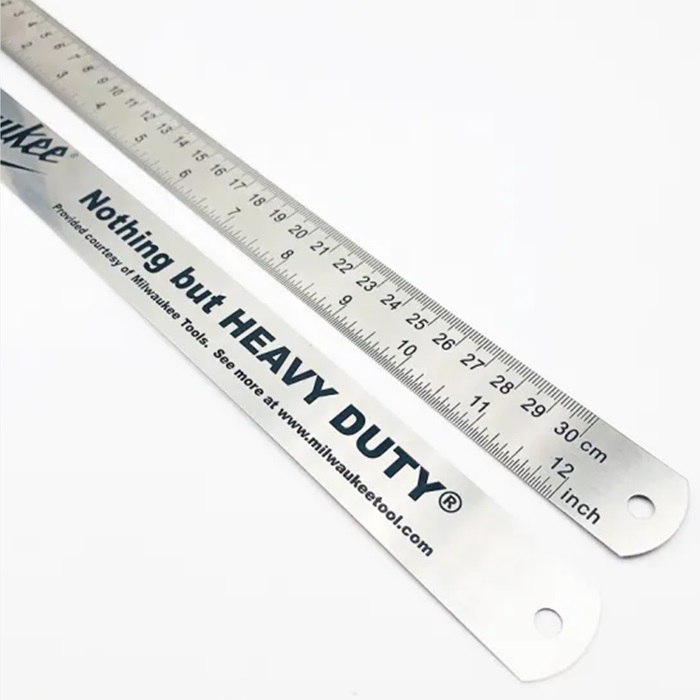 2 3 4 5 6 7 8 9 10 11 12 13 14 15 16 17 18 19 20 21 22 23 24 25 26 27 28 29 30 cm
2 3 4 5 6 7 8 9 10 11 12
inch
Nothing but HEAVY DUTY®
Provided courtesy of Milwaukee Tools. See more at www.milwaukeetool.com